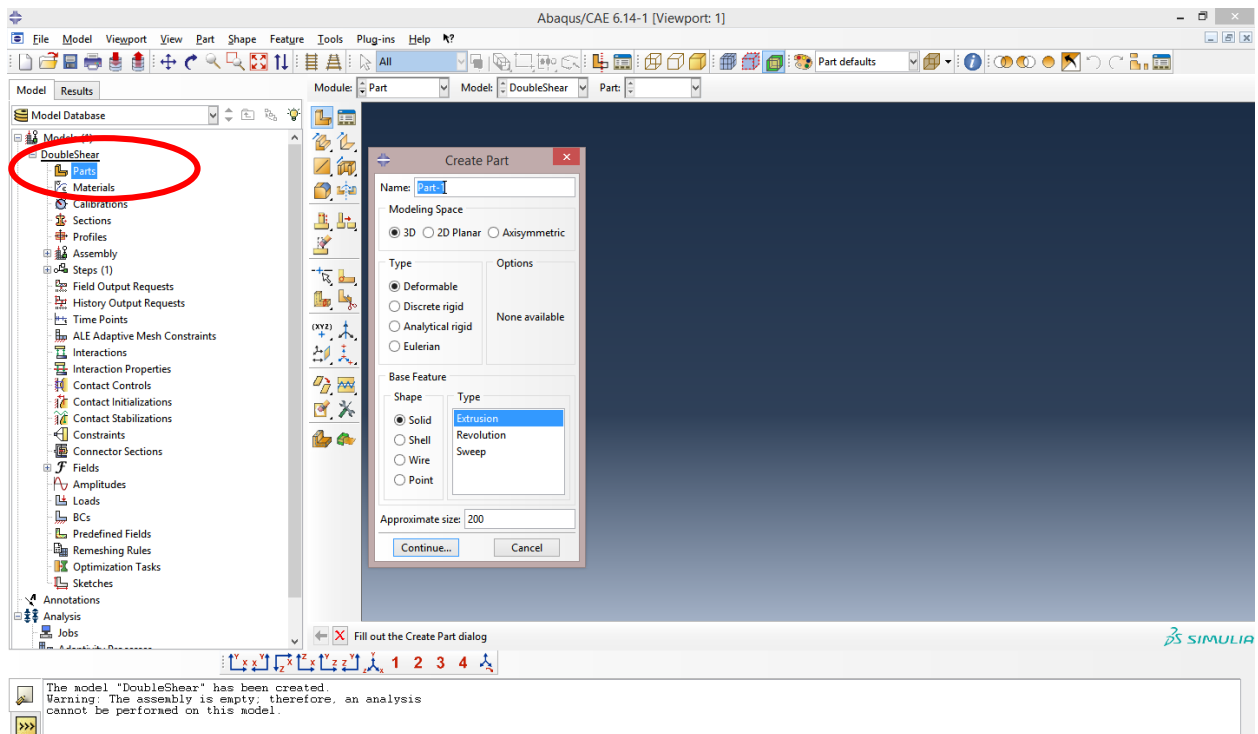 Abaqus/CAE 6.14-1 [Viewport: 1]
File Model Viewport View Part Shape Feature Tools Plug-ins Help
All Part defaults
Model Results Module: Part Model: DoubleShear Part:
Model Database
Models (1)
DoubleShear
Parts
Materials
Calibrations
Sections
Profiles
Assembly
Steps (1)
Field Output Requests
History Output Requests
Time Points
ALE Adaptive Mesh Constraints
Interactions
Interaction Properties
Contact Controls
Contact Initializations
Contact Stabilizations
Constraints
Connector Sections
Fields
Amplitudes
Loads
BCs
Predefined Fields
Remeshing Rules
Optimization Tasks
Sketches
Annotations
Analysis
Jobs
Adaptivity Processes
(XYZ)
Create Part
Name: Part-1
Modeling Space
3D 2D Planar Axisymmetric
Type Options
Deformable
Discrete rigid
Analytical rigid
Eulerian
None available
Base Feature
Shape Type
Solid
Shell
Wire
Point
Extrusion
Revolution
Sweep
Approximate size: 200
Continue... Cancel
Fill out the Create Part dialog
SIMULIA
1 2 3 4
The model "DoubleShear" has been created.
Warning: The assembly is empty; therefore, an analysis
cannot be performed on this model.
>>>